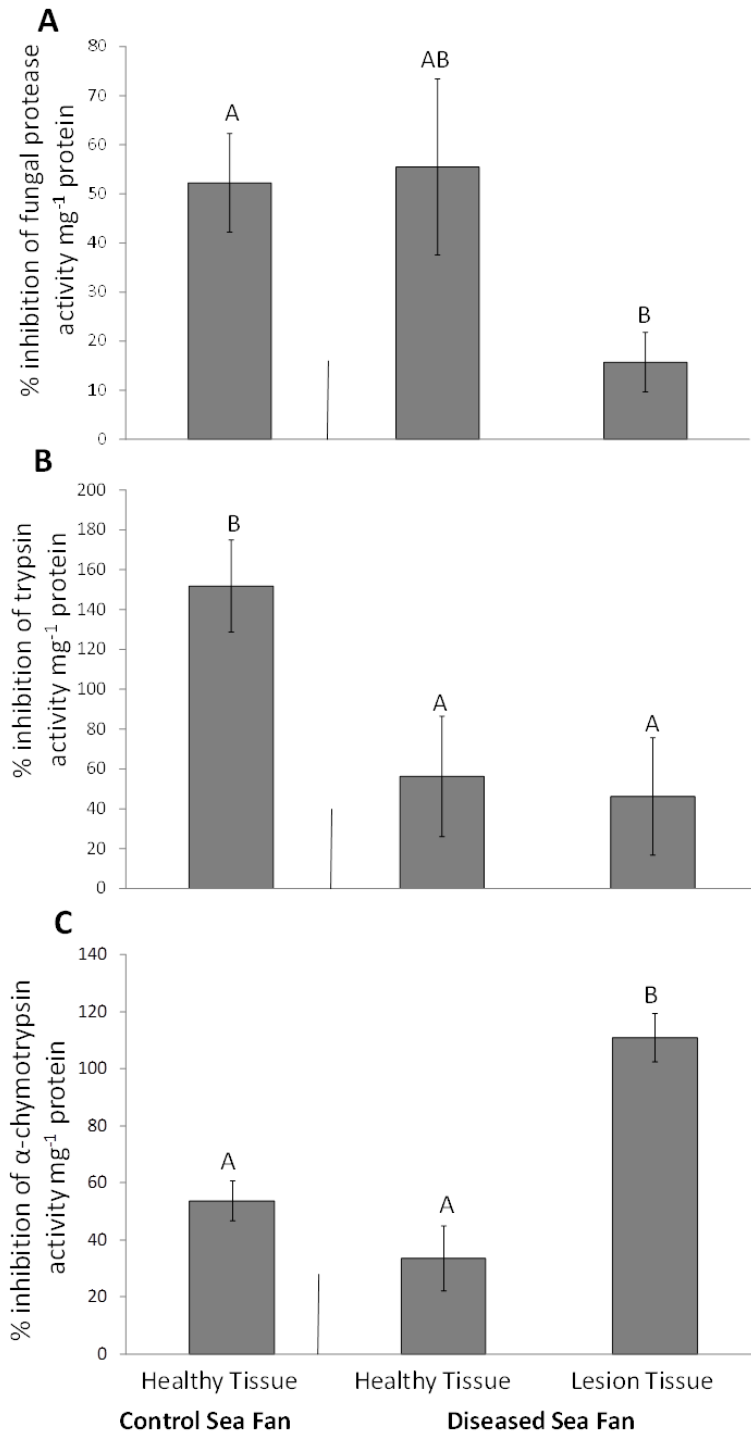 A
% inhibition of fungal protease
activity mg⁻¹ protein
80
70
60
50
40
30
20
10
0
A
AB
B
B
% inhibition of trypsin
activity mg⁻¹ protein
200
180
160
140
120
100
80
60
40
20
0
B
A
A
C
% inhibition of α-chymotrypsin
activity mg⁻¹ protein
140
120
100
80
60
40
20
0
A
A
B
Healthy Tissue Healthy Tissue Lesion Tissue
Control Sea Fan Diseased Sea Fan